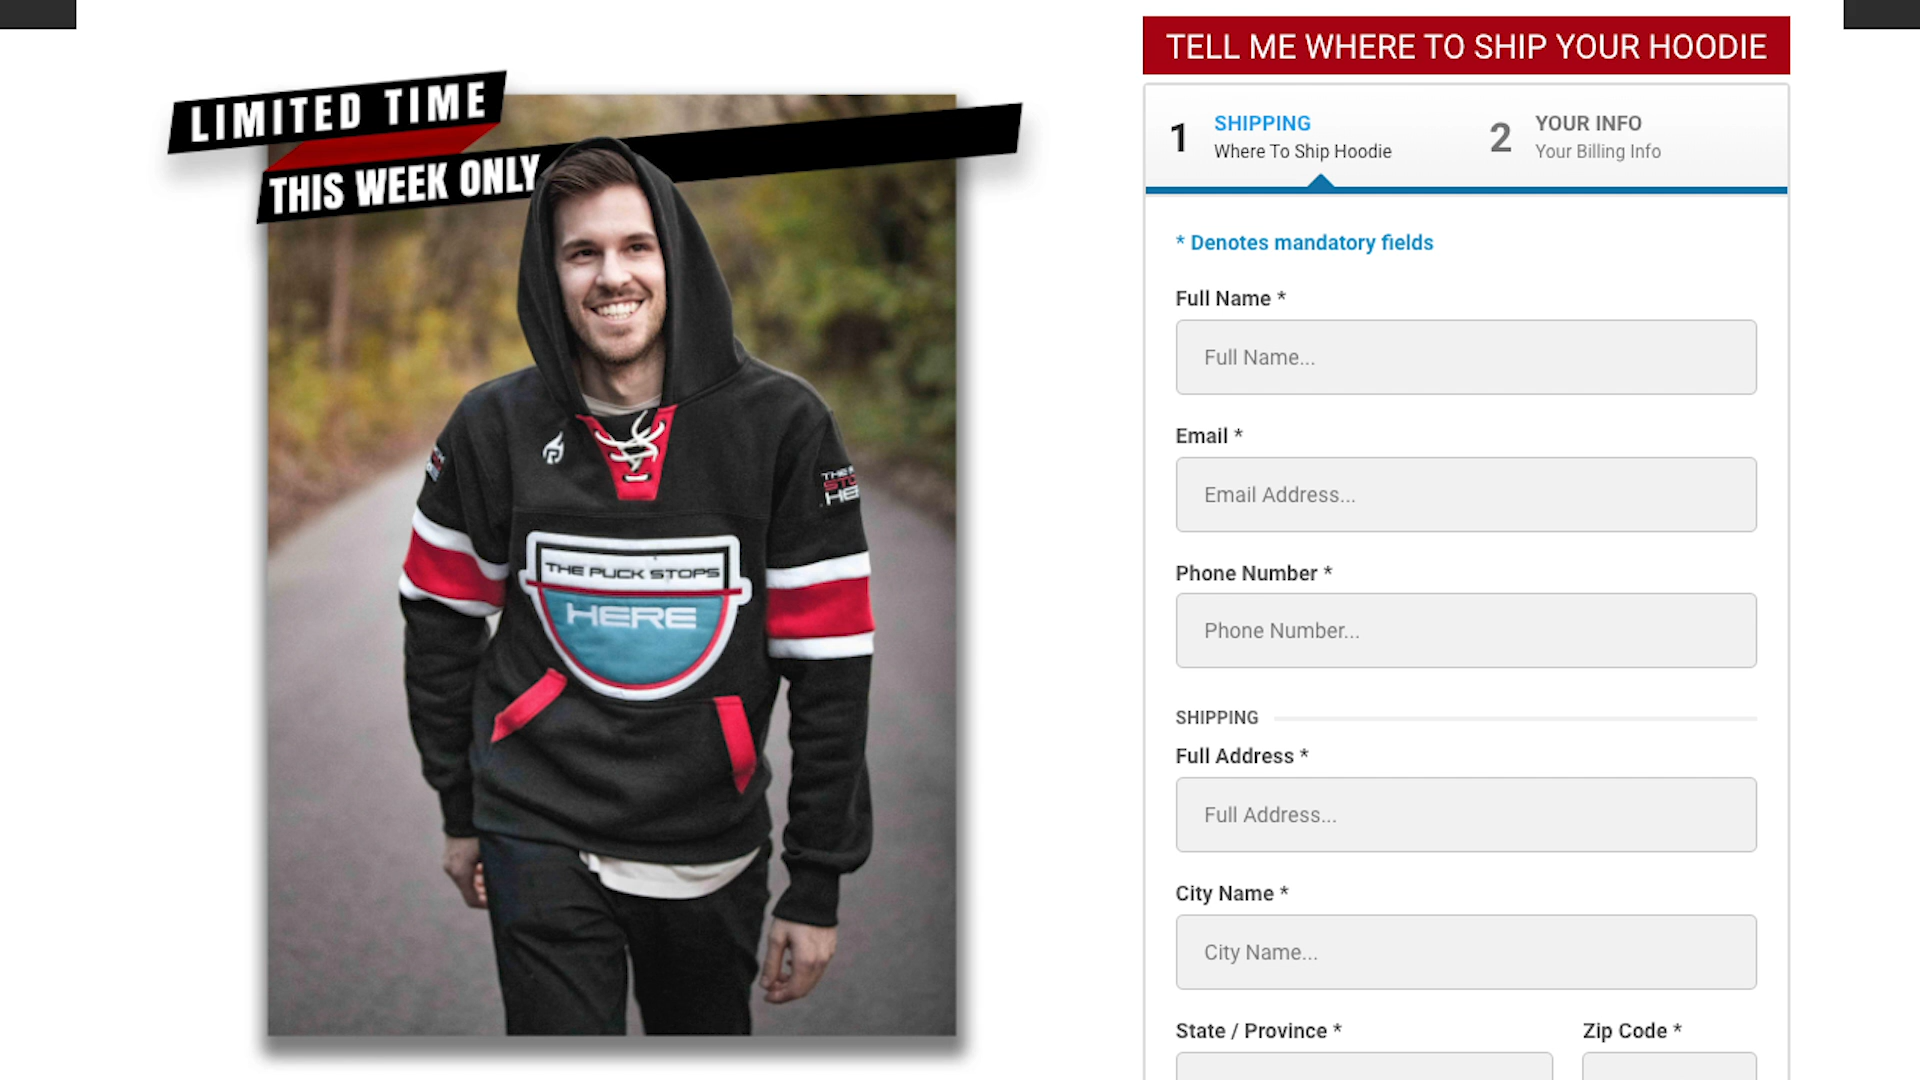 LIMITED TIME
THIS WEEK ONLY
THE PUCK STOPS
HERE
TELL ME WHERE TO SHIP YOUR HOODIE
1
SHIPPING
Where To Ship Hoodie
2
YOUR INFO
Your Billing Info
* Denotes mandatory fields
Full Name *
Full Name...
Email *
Email Address...
Phone Number *
Phone Number...
SHIPPING
Full Address *
Full Address...
City Name *
City Name...
State / Province *
Zip Code *